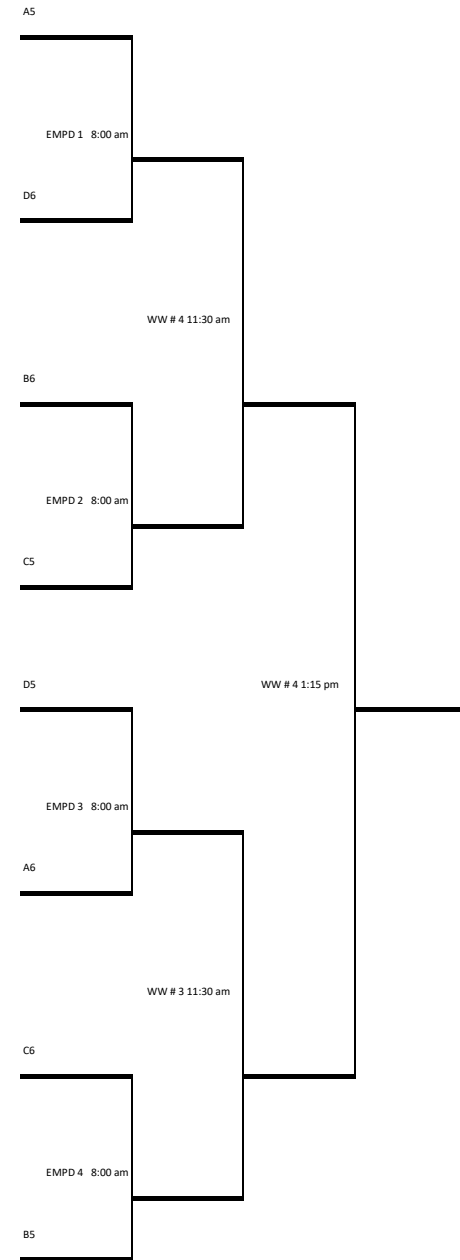 A5
EMPD 1 8:00 am
D6
WW # 4 11:30 am
B6
EMPD 2 8:00 am
C5
D5
WW # 4 1:15 pm
EMPD 3 8:00 am
A6
WW # 3 11:30 am
C6
EMPD 4 8:00 am
B5